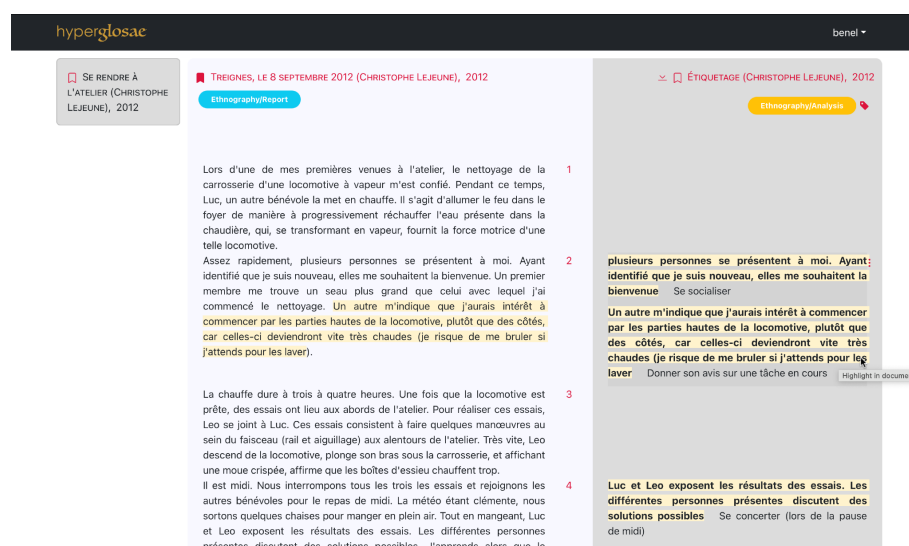 hyperglosae
benel
SE RENDRE À
L'ATELIER (CHRISTOPHE
LEJEUNE), 2012
TREIGNES, LE 8 SEPTEMBRE 2012 (CHRISTOPHE LEJEUNE), 2012
Ethnography/Report
Lors d'une de mes premières venues à l'atelier, le nettoyage de la
carrosserie d'une locomotive à vapeur m'est confié. Pendant ce temps,
Luc, un autre bénévole la met en chauffe. Il s'agit d'allumer le feu dans le
foyer de manière à progressivement réchauffer l'eau présente dans la
chaudière, qui, se transformant en vapeur, fournit la force motrice d'une
telle locomotive.
1
Assez rapidement, plusieurs personnes se présentent à moi. Ayant
identifié que je suis nouveau, elles me souhaitent la bienvenue. Un premier
membre me trouve un seau plus grand que celui avec lequel j'ai
commencé le nettoyage. Un autre m'indique que j'aurais intérêt à
commencer par les parties hautes de la locomotive, plutôt que des côtés,
car celles-ci deviendront vite très chaudes (je risque de me bruler si
j'attends pour les laver).
2
La chauffe dure à trois à quatre heures. Une fois que la locomotive est
prête, des essais ont lieu aux abords de l'atelier. Pour réaliser ces essais,
Leo se joint à Luc. Ces essais consistent à faire quelques manœuvres au
sein du faisceau (rail et aiguillage) aux alentours de l'atelier. Très vite, Leo
descend de la locomotive, plonge son bras sous la carrosserie, et affichant
une moue crispée, affirme que les boîtes d'essieu chauffent trop.
3
Il est midi. Nous interrompons tous les trois les essais et rejoignons les
autres bénévoles pour le repas de midi. La météo étant clémente, nous
sortons quelques chaises pour manger en plein air. Tout en mangeant, Luc
et Leo exposent les résultats des essais. Les différentes personnes
présentes discutent des solutions possibles. J'apprends alors que le
4
ÉTIQUETAGE (CHRISTOPHE LEJEUNE), 2012
Ethnography/Analysis
plusieurs personnes se présentent à moi. Ayant
identifié que je suis nouveau, elles me souhaitent la
bienvenue Se socialiser
Un autre m'indique que j'aurais intérêt à commencer
par les parties hautes de la locomotive, plutôt que
des côtés, car celles-ci deviendront vite très
chaudes (je risque de me bruler si j'attends pour les
laver Donner son avis sur une tâche en cours
Highlight in docume
Luc et Leo exposent les résultats des essais. Les
différentes personnes présentes discutent des
solutions possibles Se concerter (lors de la pause
de midi)